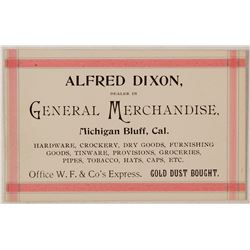 ALFRED DIXON,
DEALER IN
GENERAL MERCHANDISE,
Michigan Bluff, Cal.
HARDWARE, CROCKERY, DRY GOODS, FURNISHING
GOODS, TINWARE, PROVISIONS, GROCERIES,
PIPES, TOBACCO, HATS, CAPS, ETC.
Office W. F. & Co's Express. GOLD DUST BOUGHT.